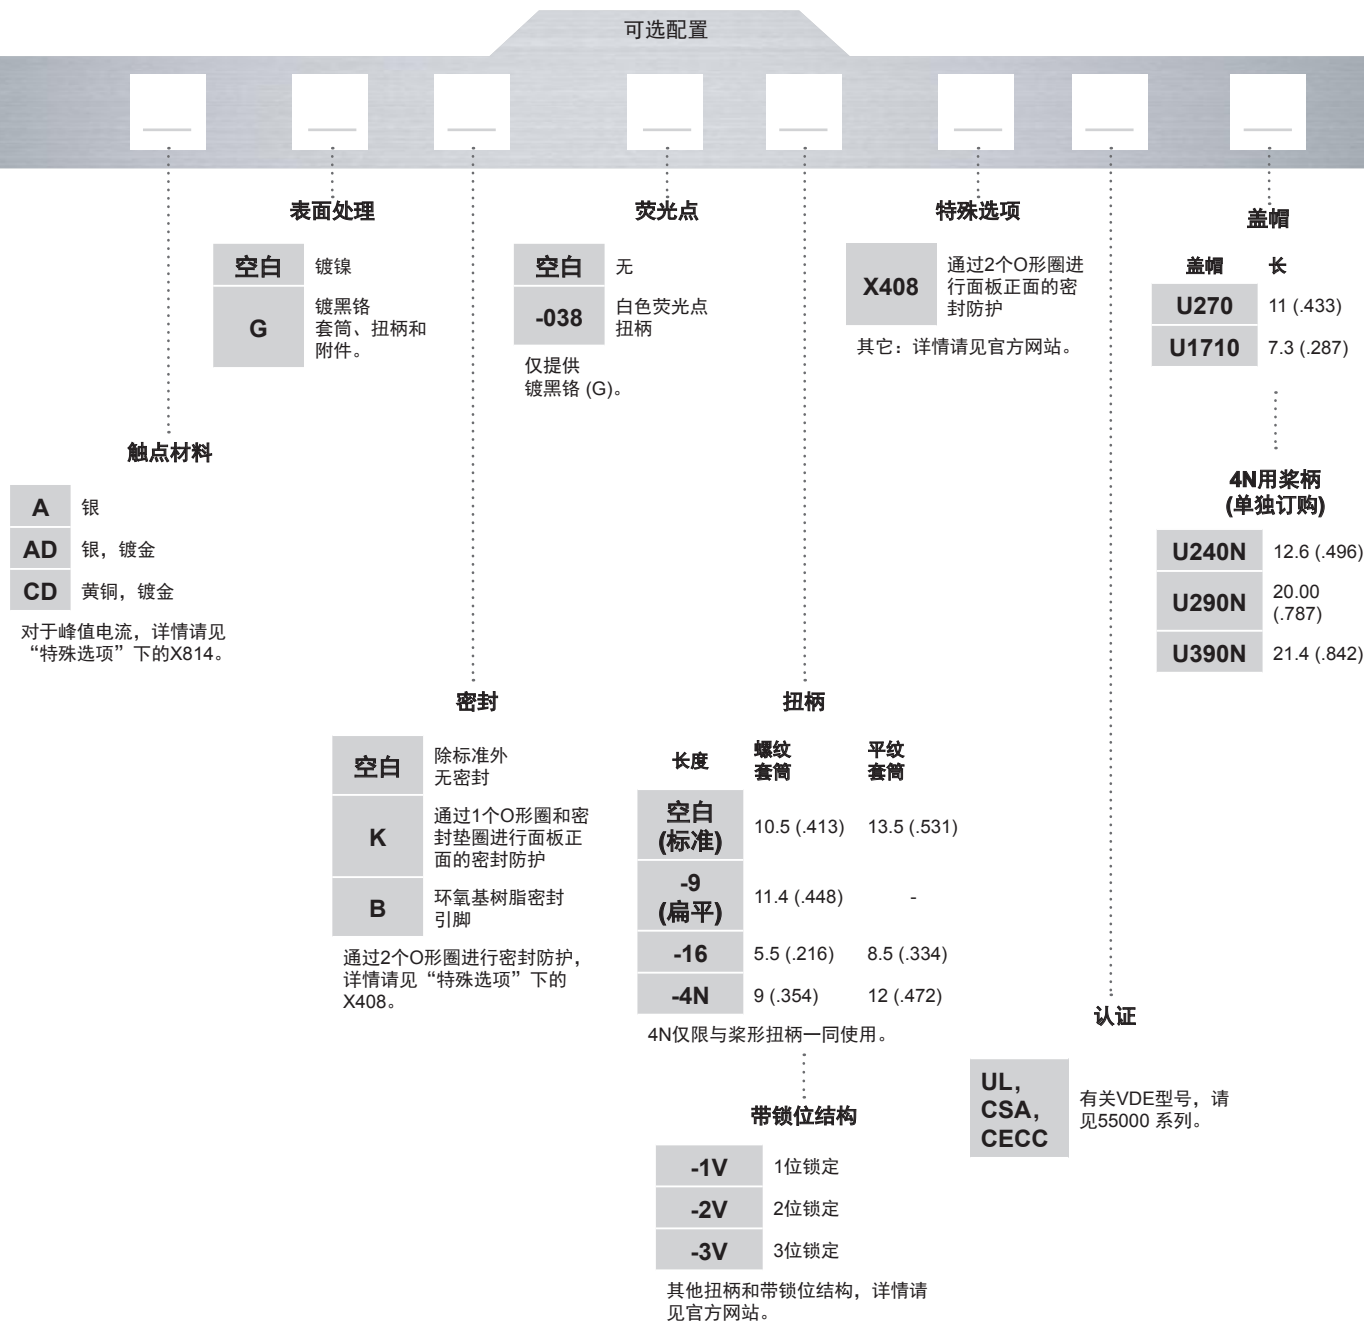 可选配置
表面处理
空白 镀镍
G 镀黑铬
套筒、扭柄和
附件。
荧光点
空白 无
-038 白色荧光点
扭柄
仅提供
镀黑铬 (G)。
特殊选项
X408 通过2个O形圈进
行面板正面的密
封防护
其它：详情请见官方网站。
盖帽
盖帽 长
U270 11 (.433)
U1710 7.3 (.287)
4N用桨柄
(单独订购)
U240N 12.6 (.496)
U290N 20.00
(.787)
U390N 21.4 (.842)
触点材料
A 银
AD 银，镀金
CD 黄铜，镀金
对于峰值电流，详情请见
“特殊选项”下的X814。
密封
空白 除标准外
无密封
K 通过1个O形圈和密
封垫圈进行面板正
面的密封防护
B 环氧基树脂密封
引脚
通过2个O形圈进行密封防护，
详情请见“特殊选项”下的
X408。
扭柄
长度 螺纹
套筒 平纹
套筒
空白
(标准) 10.5 (.413) 13.5 (.531)
-9
(扁平) 11.4 (.448) -
-16 5.5 (.216) 8.5 (.334)
-4N 9 (.354) 12 (.472)
4N仅限与桨形扭柄一同使用。
带锁位结构
-1V 1位锁定
-2V 2位锁定
-3V 3位锁定
其他扭柄和带锁位结构，详情请
见官方网站。
认证
UL,
CSA,
CECC
有关VDE型号，请
见55000 系列。